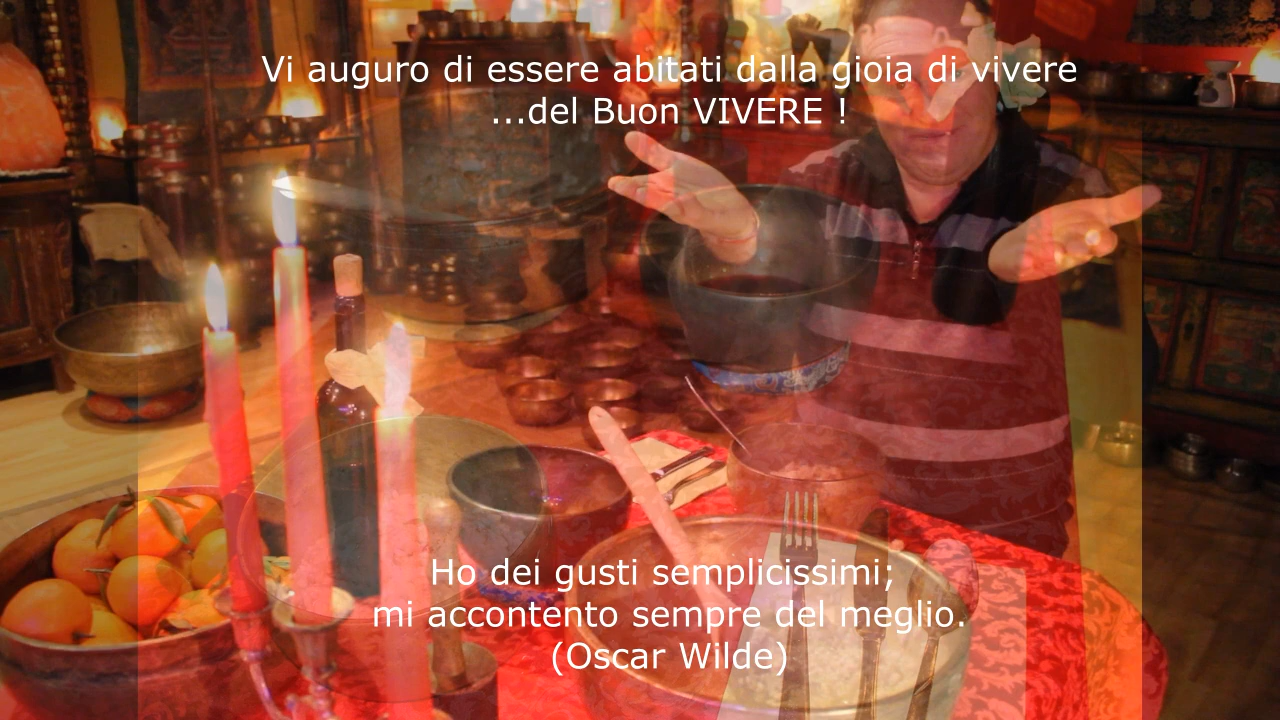 Vi auguro di essere abitati dalla gioia di vivere
...del Buon VIVERE !
Ho dei gusti semplicissimi;
mi accontento sempre del meglio.
(Oscar Wilde)